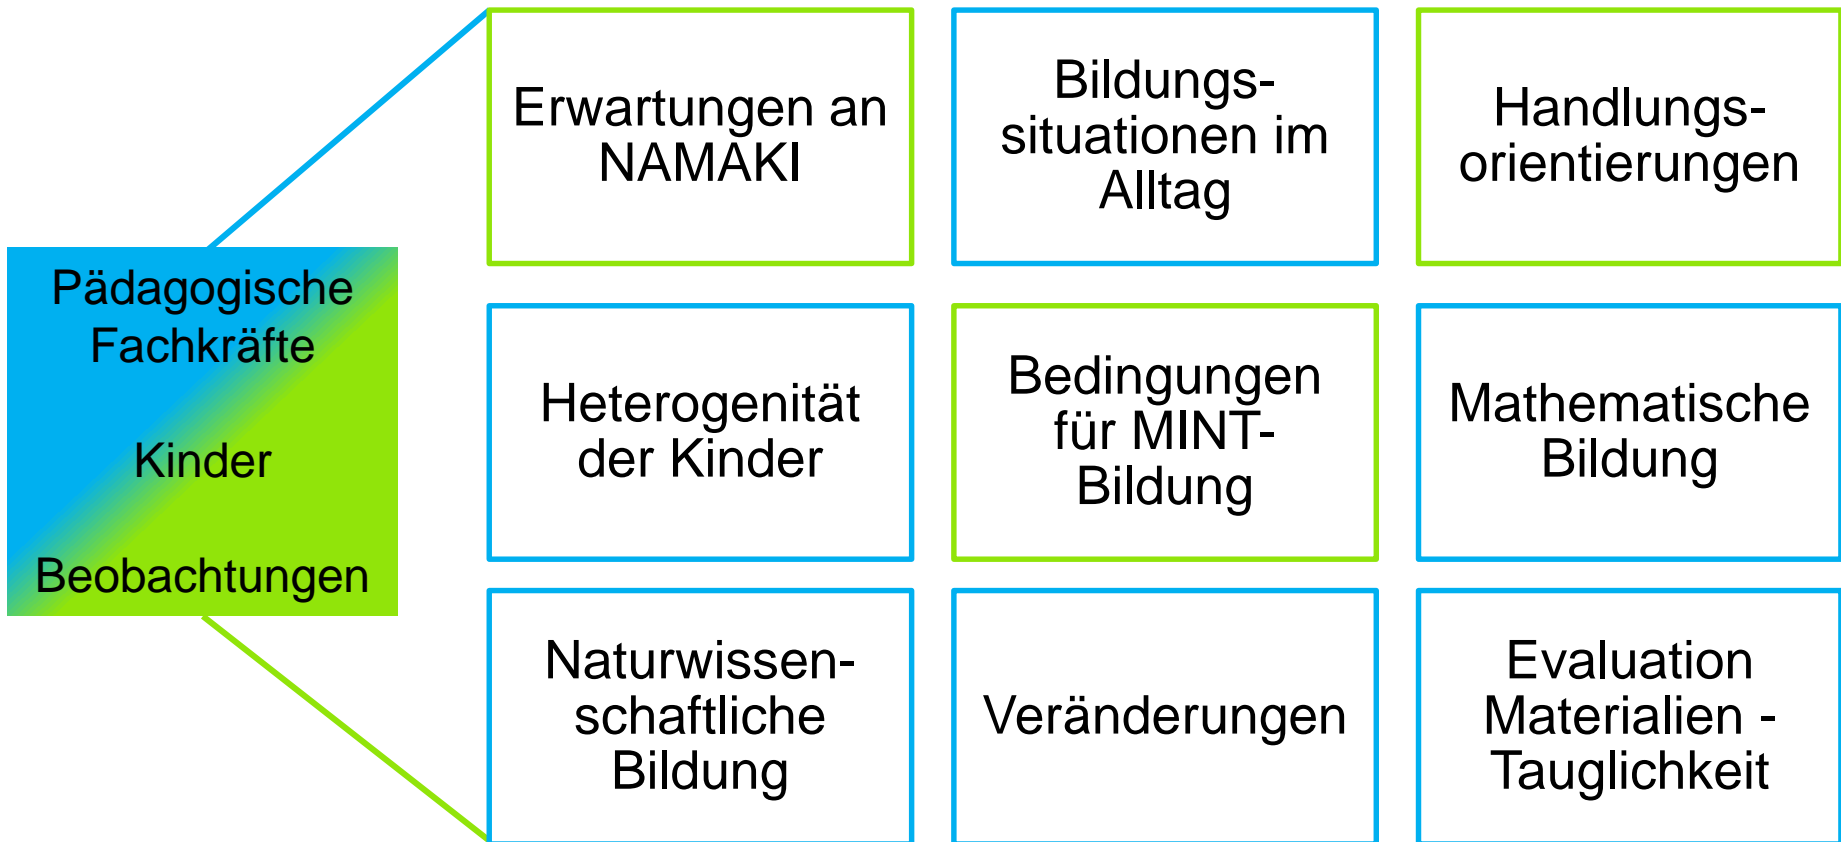 Pädagogische
Fachkräfte
Kinder
Beobachtungen
Erwartungen an
NAMAKI
Bildungs-
situationen im
Alltag
Handlungs-
orientierungen
Heterogenität
der Kinder
Bedingungen
für MINT-
Bildung
Mathematische
Bildung
Naturwissen-
schaftliche
Bildung
Veränderungen
Evaluation
Materialien -
Tauglichkeit